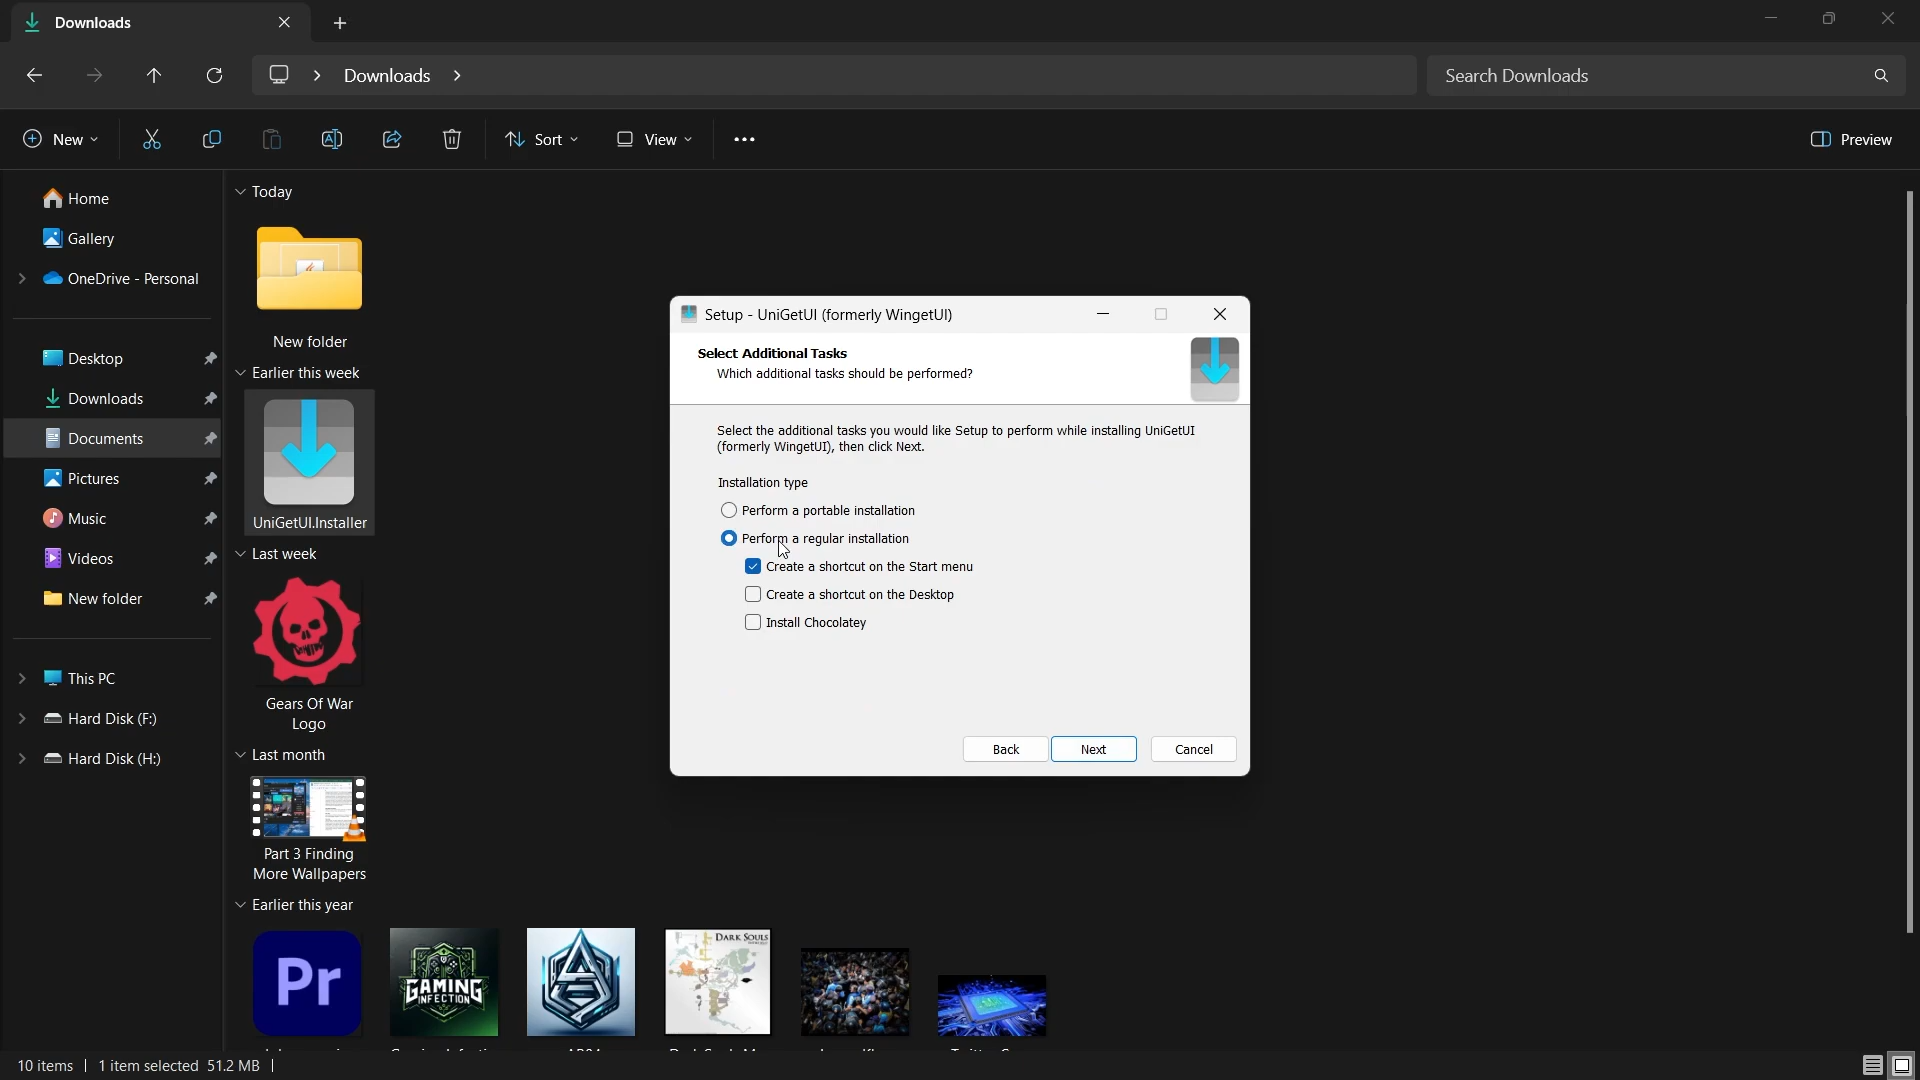 Downloads
Downloads
Search Downloads
New
Sort
View
Preview
Home
Gallery
OneDrive - Personal
Desktop
Downloads
Documents
Pictures
Music
Videos
New folder
This PC
Hard Disk (F:)
Hard Disk (H:)
Today
New folder
Earlier this week
UniGetUI.Installer
Last week
Gears Of War
Logo
Last month
Part 3 Finding
More Wallpapers
Earlier this year
Pr
GAMING
INFECTION
DARK SOULS
Setup - UniGetUI (formerly WingetUI)
Select Additional Tasks
Which additional tasks should be performed?
Select the additional tasks you would like Setup to perform while installing UniGetUI
(formerly WingetUI), then click Next.
Installation type
Perform a portable installation
Perform a regular installation
Create a shortcut on the Start menu
Create a shortcut on the Desktop
Install Chocolatey
Back
Next
Cancel
10 items
1 item selected 51.2 MB